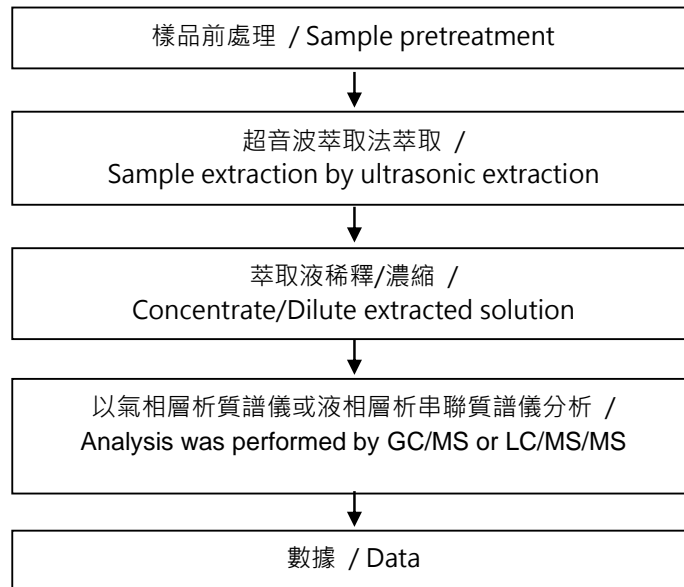 樣品前處理 / Sample pretreatment
超音波萃取法萃取 /
Sample extraction by ultrasonic extraction
萃取液稀釋/濃縮 /
Concentrate/Dilute extracted solution
以氣相層析質譜儀或液相層析串聯質譜儀分析 /
Analysis was performed by GC/MS or LC/MS/MS
數據 / Data